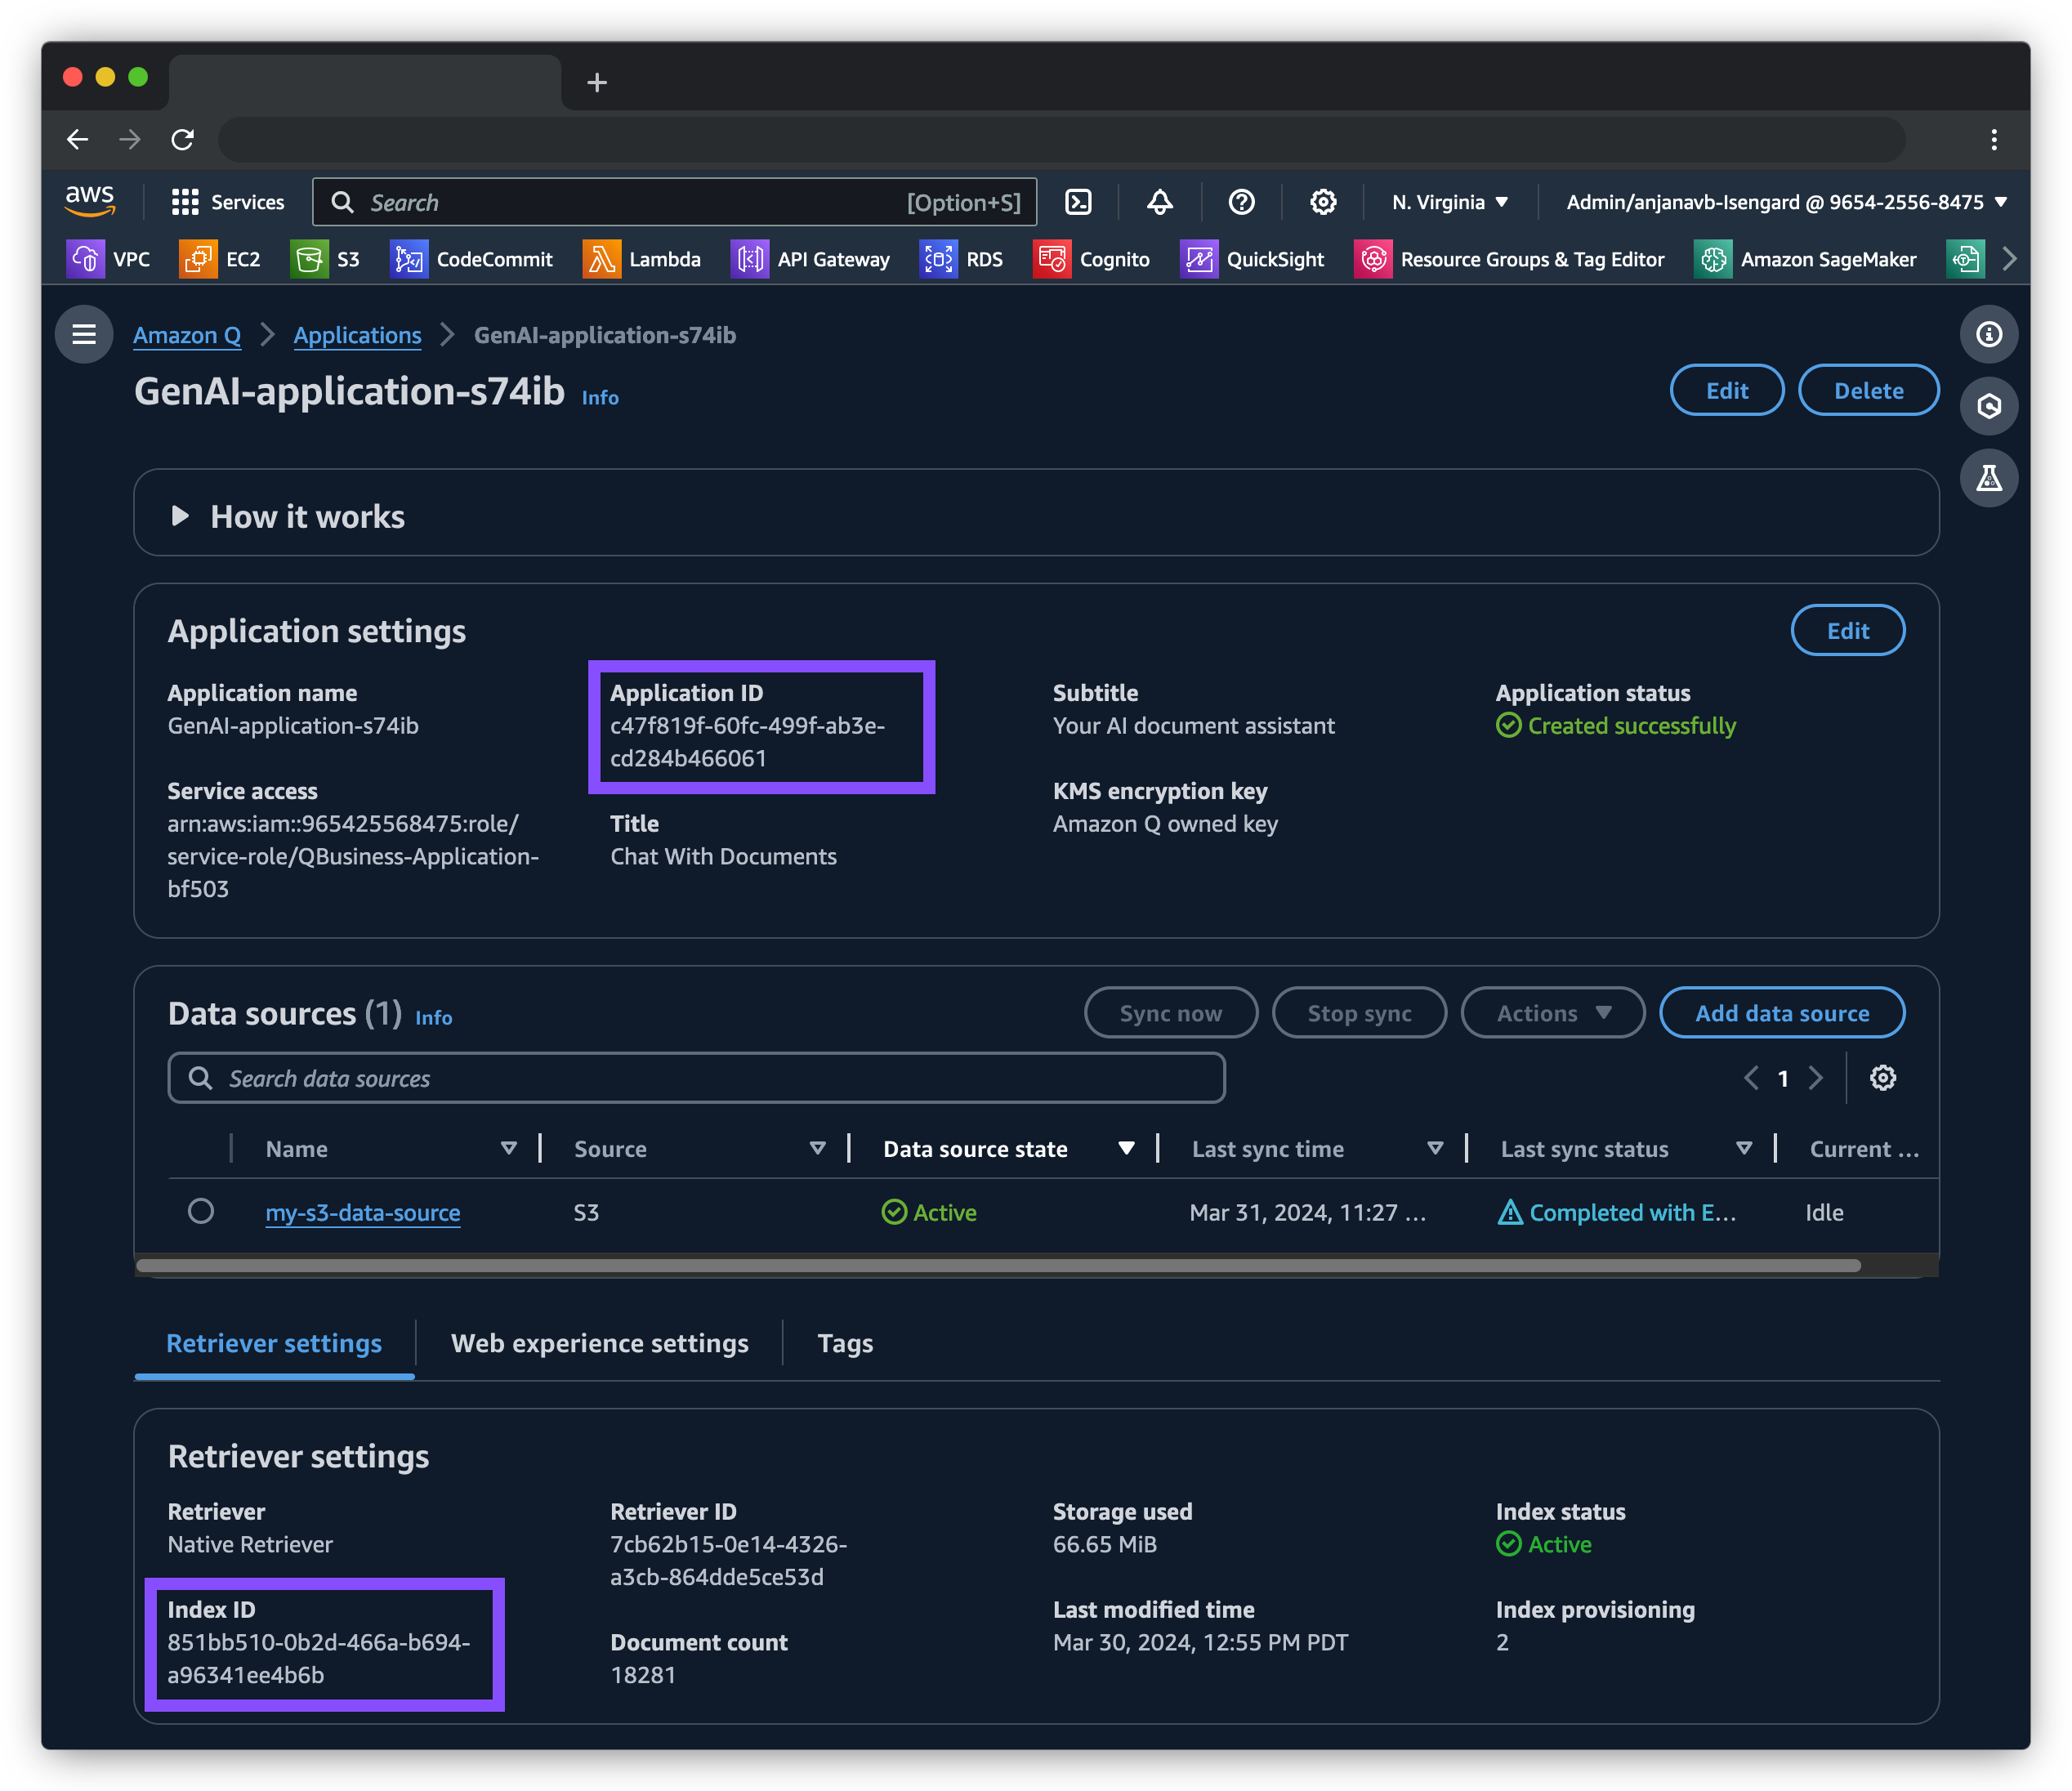 aws
Services
Search
[Option+S]
N. Virginia
Admin/anjanavb-Isengard @ 9654-2556-8475
VPC
EC2
S3
CodeCommit
Lambda
API Gateway
RDS
Cognito
QuickSight
Resource Groups & Tag Editor
Amazon SageMaker
Amazon Q
Applications
GenAI-application-s74ib
GenAI-application-s74ib
Info
Edit
Delete
How it works
Application settings
Edit
Application name
GenAI-application-s74ib
Service access
arn:aws:iam::965425568475:role/
service-role/QBusiness-Application-
bf503
Application ID
c47f819f-60fc-499f-ab3e-
cd284b466061
Title
Chat With Documents
Subtitle
Your AI document assistant
KMS encryption key
Amazon Q owned key
Application status
Created successfully
Data sources (1)
Info
Sync now
Stop sync
Actions
Add data source
Search data sources
1
Name
Source
Data source state
Last sync time
Last sync status
Current ...
my-s3-data-source
S3
Active
Mar 31, 2024, 11:27 ...
Completed with E...
Idle
Retriever settings
Web experience settings
Tags
Retriever settings
Retriever
Native Retriever
Index ID
851bb510-0b2d-466a-b694-
a96341ee4b6b
Retriever ID
7cb62b15-0e14-4326-
a3cb-864dde5ce53d
Document count
18281
Storage used
66.65 MiB
Last modified time
Mar 30, 2024, 12:55 PM PDT
Index status
Active
Index provisioning
2